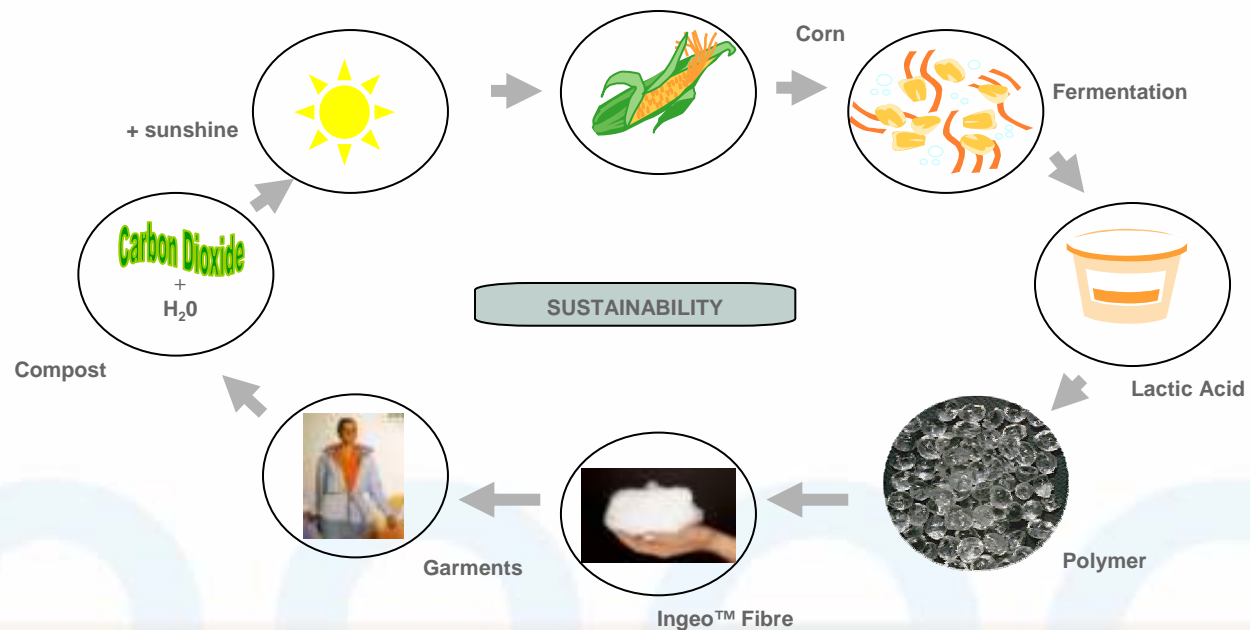 Corn
Fermentation
+ sunshine
Carbon Dioxide
+
H₂0
SUSTAINABILITY
Compost
Lactic Acid
Garments
Polymer
Ingeo™ Fibre